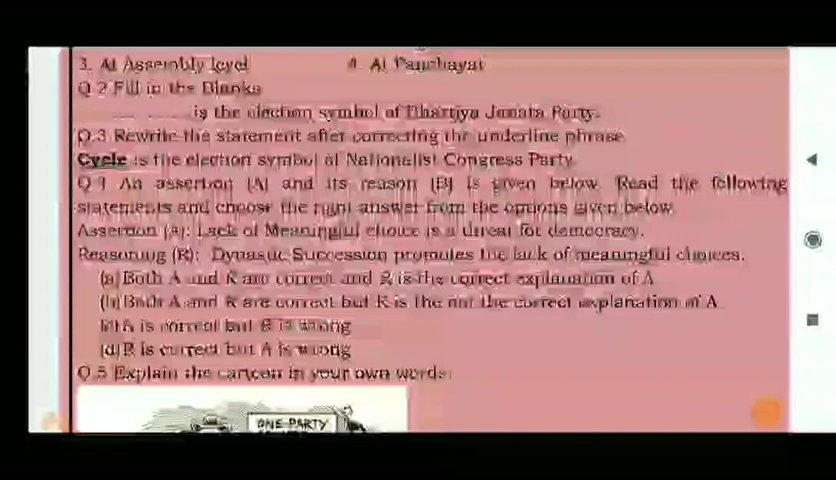 3. At Assembly level 4. At Panchayat
Q.2 Fill in the Blanks
__________ is the election symbol of Bhartiya Janata Party.
Q.3 Rewrite the statement after correcting the underline phrase
Cycle is the election symbol of Nationalist Congress Party.
Q.4 An assertion (A) and its reason (B) is given below. Read the following
statements and choose the right answer from the options given below.
Assertion (A): Lack of Meaningful choice is a threat for democracy.
Reasoning (R): Dynastic Succession promotes the lack of meaningful choices.
(a) Both A and R are correct and R is the correct explanation of A
(b) Both A and R are correct but R is the not the correct explanation of A
(c) A is correct but R is wrong
(d) R is correct but A is wrong
Q.5 Explain the cartoon in your own words.
ONE PARTY